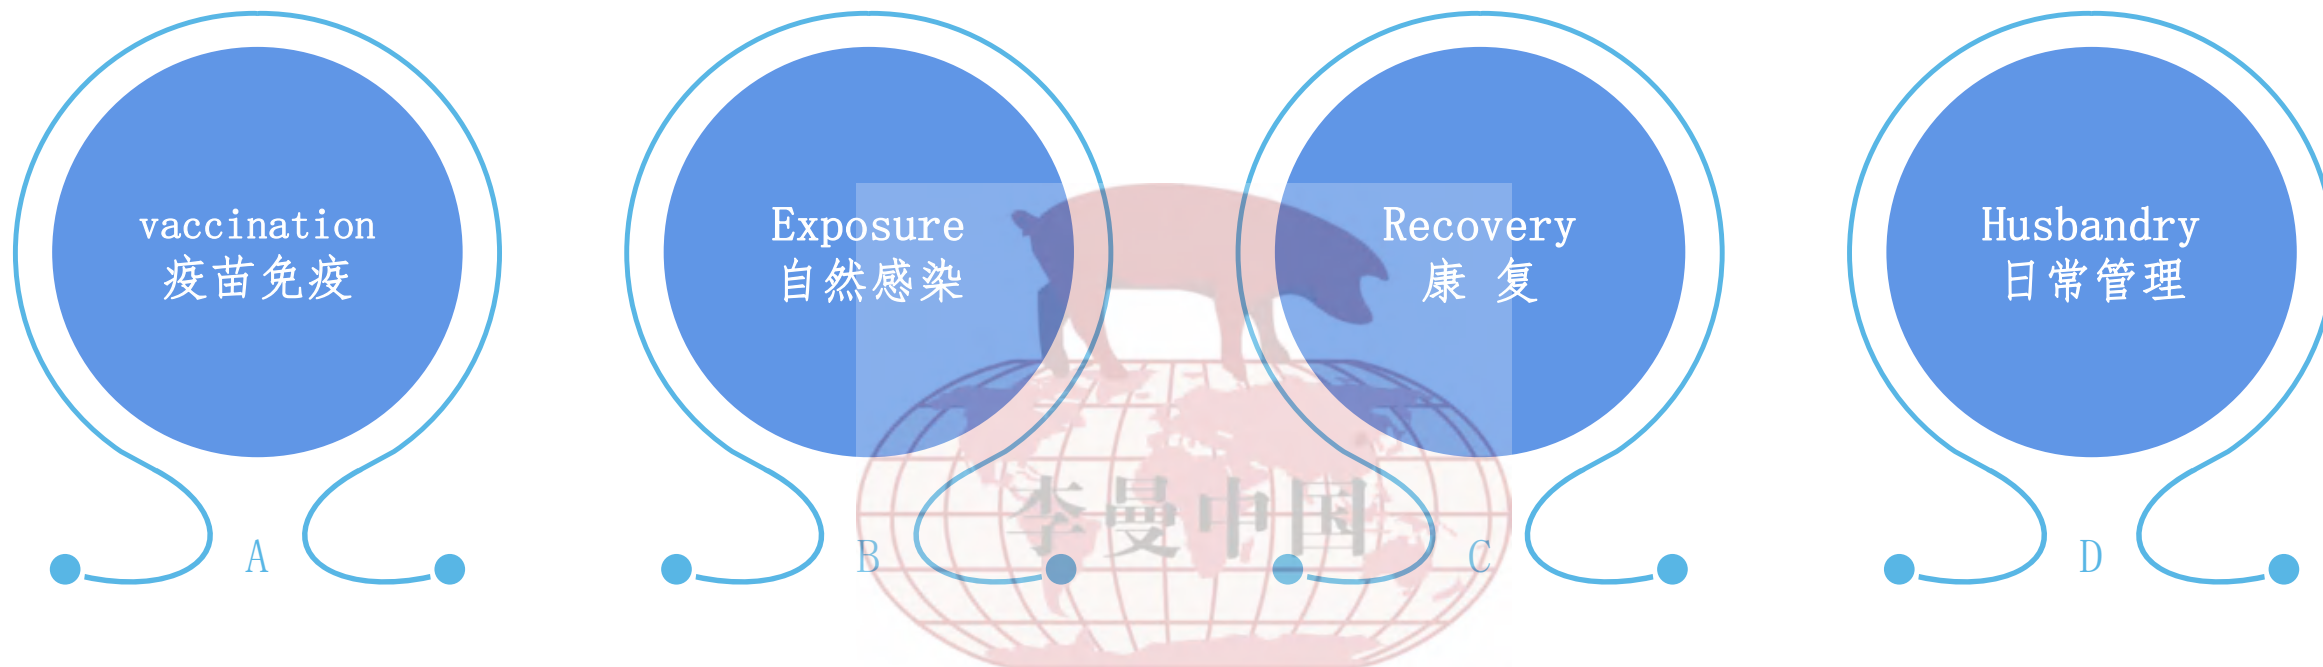 vaccination
疫苗免疫
A
Exposure
自然感染
B
Recovery
康 复
C
Husbandry
日常管理
D
李曼中国